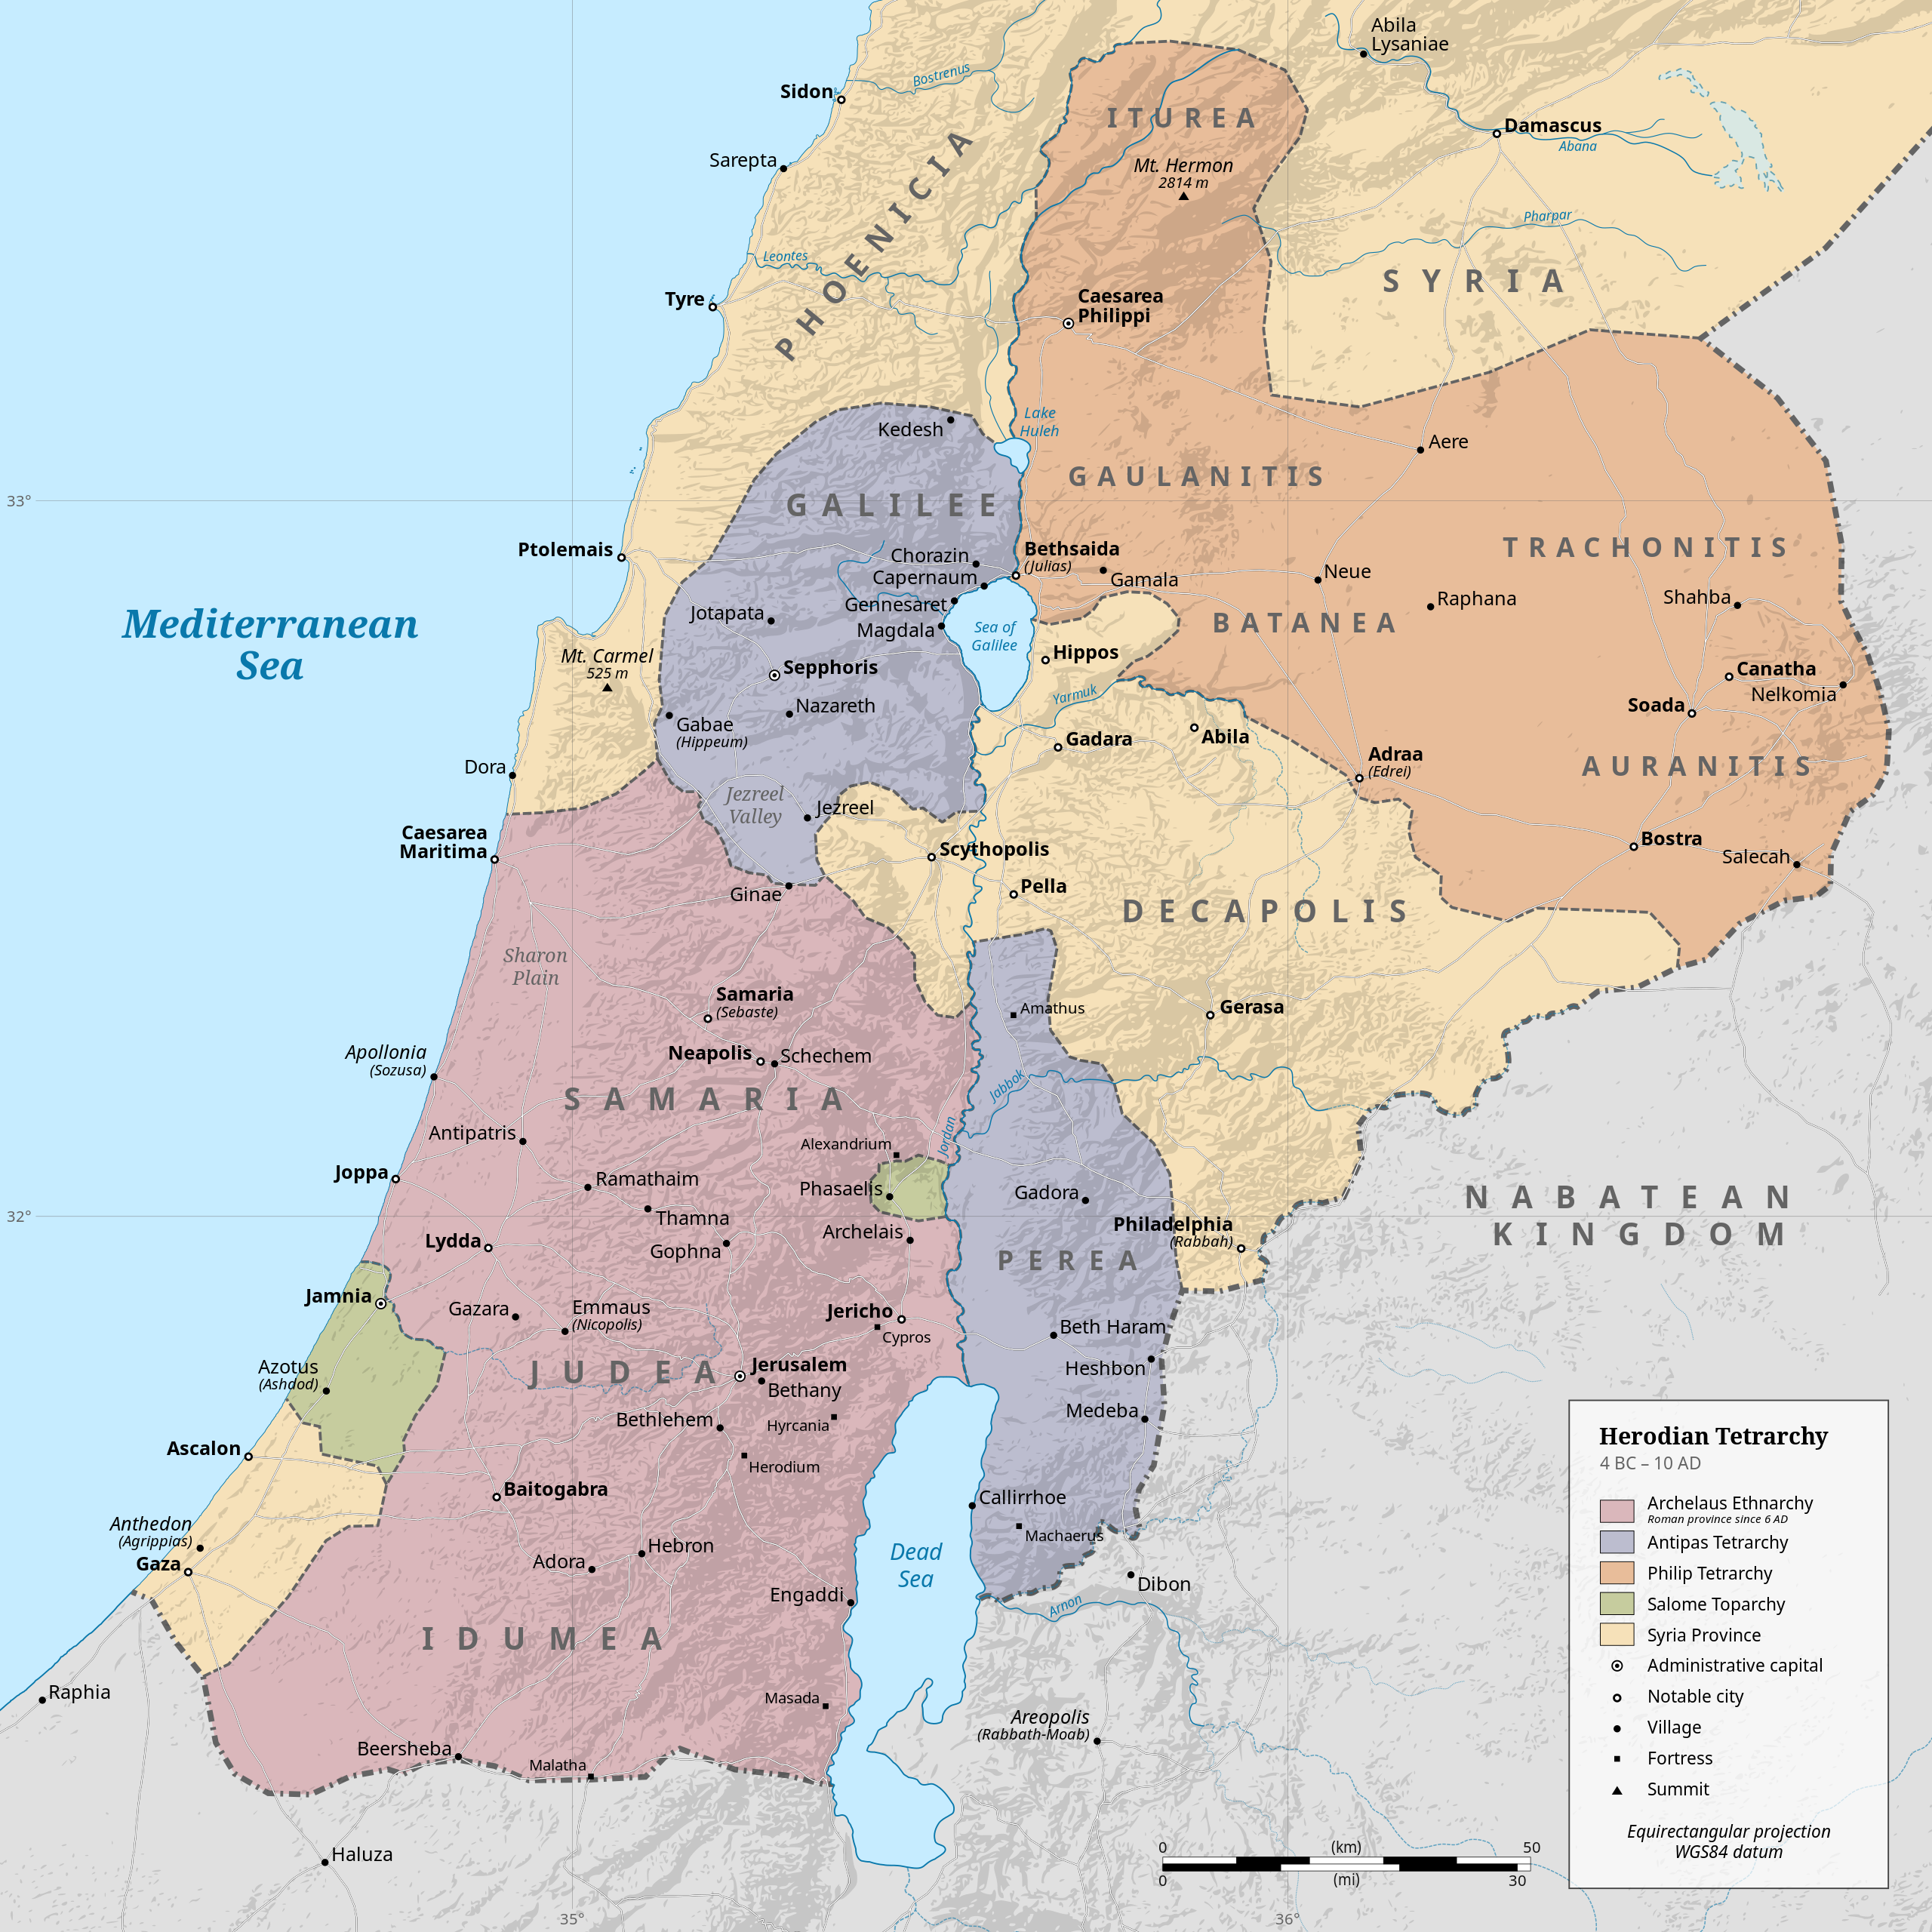 Abila
Lysaniae
Bostrenus
Sidon
ITUREA
Damascus
Abana
Sarepta
Mt. Hermon
2814 m
PHOENICIA
Pharpar
Leontes
SYRIA
Tyre
Caesarea
Philippi
Lake
Huleh
Kedesh
Aere
GAULANITIS
33°
GALILEE
Ptolemais
Chorazin
Bethsaida
(Julias)
TRACHONITIS
Capernaum
Gamala
Neue
Gennesaret
Raphana
Shahba
Jotapata
Magdala
Mediterranean
Sea
Sea of
Galilee
BATANEA
Mt. Carmel
525 m
Hippos
Sepphoris
Canatha
Nelkomia
Yarmuk
Nazareth
Soada
Gabae
(Hippeum)
Gadara
Abila
Adraa
(Edrei)
AURANITIS
Dora
Jezreel
Valley
Jezreel
Caesarea
Maritima
Scythopolis
Bostra
Salecah
Ginae
Pella
DECAPOLIS
Sharon
Plain
Samaria
(Sebaste)
Amathus
Gerasa
Neapolis
Schechem
Apollonia
(Sozusa)
Jabbok
SAMARIA
Antipatris
Jordan
Alexandrium
Joppa
Ramathaim
Phasaelis
Gadora
NABATEAN
KINGDOM
32°
Thamna
Philadelphia
(Rabbah)
Lydda
Gophna
Archelais
PEREA
Jamnia
Gazara
Emmaus
(Nicopolis)
Jericho
Cypros
Beth Haram
Azotus
(Ashdod)
JUDEA
Jerusalem
Bethany
Heshbon
Bethlehem
Hyrcania
Medeba
Ascalon
Herodium
Baitogabra
Callirrhoe
Anthedon
(Agrippias)
Machaerus
Gaza
Adora
Hebron
Dead
Sea
Dibon
Engaddi
Arnon
IDUMEA
Raphia
Masada
Areopolis
(Rabbath-Moab)
Beersheba
Malatha
Haluza
Herodian Tetrarchy
4 BC – 10 AD
Archelaus Ethnarchy
Roman province since 6 AD
Antipas Tetrarchy
Philip Tetrarchy
Salome Toparchy
Syria Province
Administrative capital
Notable city
Village
Fortress
Summit
Equirectangular projection
WGS84 datum
0 (km) 50
0 (mi) 30
35° 36°